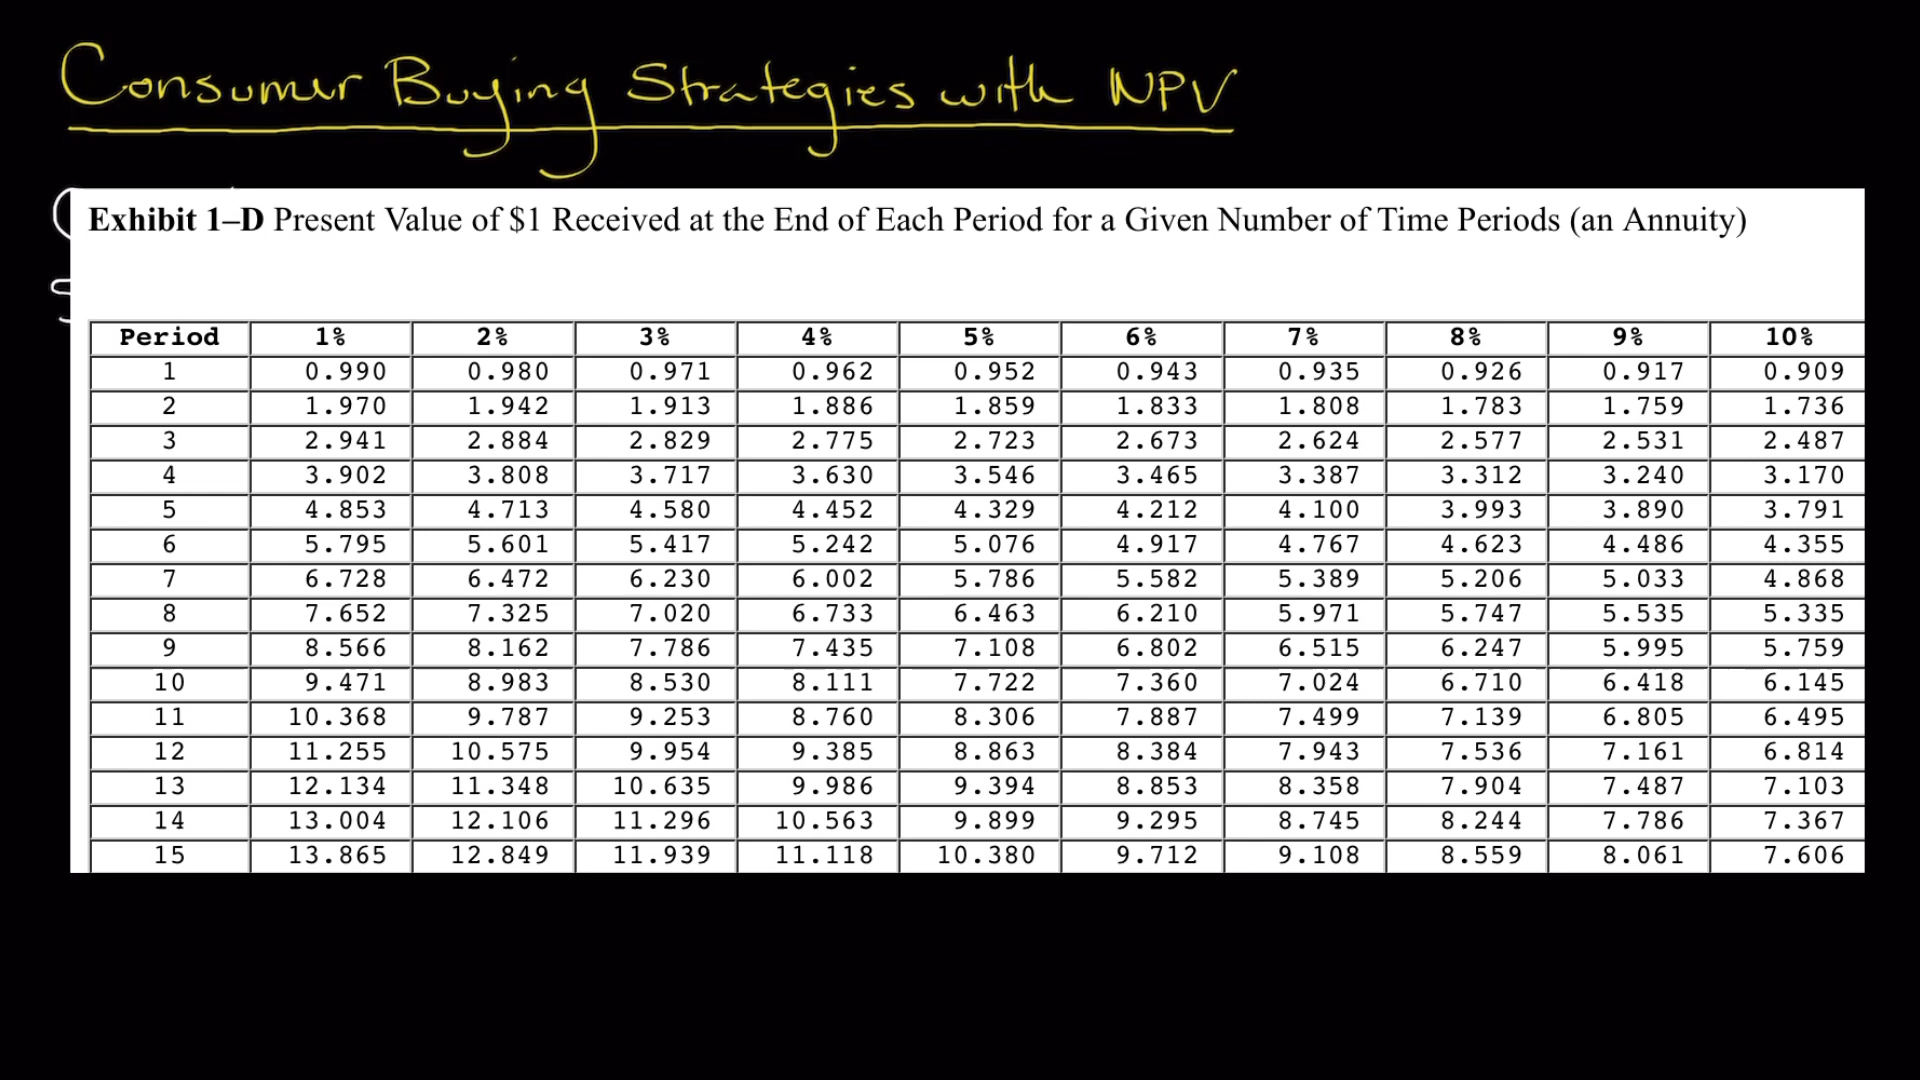 Consumer Buying Strategies with NPV
Exhibit 1–D Present Value of $1 Received at the End of Each Period for a Given Number of Time Periods (an Annuity)
Period 1% 2% 3% 4% 5% 6% 7% 8% 9% 10%
1 0.990 0.980 0.971 0.962 0.952 0.943 0.935 0.926 0.917 0.909
2 1.970 1.942 1.913 1.886 1.859 1.833 1.808 1.783 1.759 1.736
3 2.941 2.884 2.829 2.775 2.723 2.673 2.624 2.577 2.531 2.487
4 3.902 3.808 3.717 3.630 3.546 3.465 3.387 3.312 3.240 3.170
5 4.853 4.713 4.580 4.452 4.329 4.212 4.100 3.993 3.890 3.791
6 5.795 5.601 5.417 5.242 5.076 4.917 4.767 4.623 4.486 4.355
7 6.728 6.472 6.230 6.002 5.786 5.582 5.389 5.206 5.033 4.868
8 7.652 7.325 7.020 6.733 6.463 6.210 5.971 5.747 5.535 5.335
9 8.566 8.162 7.786 7.435 7.108 6.802 6.515 6.247 5.995 5.759
10 9.471 8.983 8.530 8.111 7.722 7.360 7.024 6.710 6.418 6.145
11 10.368 9.787 9.253 8.760 8.306 7.887 7.499 7.139 6.805 6.495
12 11.255 10.575 9.954 9.385 8.863 8.384 7.943 7.536 7.161 6.814
13 12.134 11.348 10.635 9.986 9.394 8.853 8.358 7.904 7.487 7.103
14 13.004 12.106 11.296 10.563 9.899 9.295 8.745 8.244 7.786 7.367
15 13.865 12.849 11.939 11.118 10.380 9.712 9.108 8.559 8.061 7.606